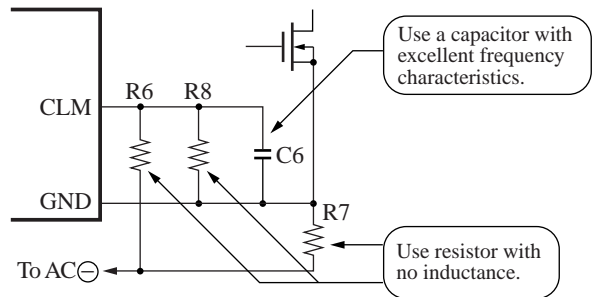 Use a capacitor with
excellent frequency
characteristics.
R6
R8
CLM
C6
GND
R7
To AC⊖
Use resistor with
no inductance.